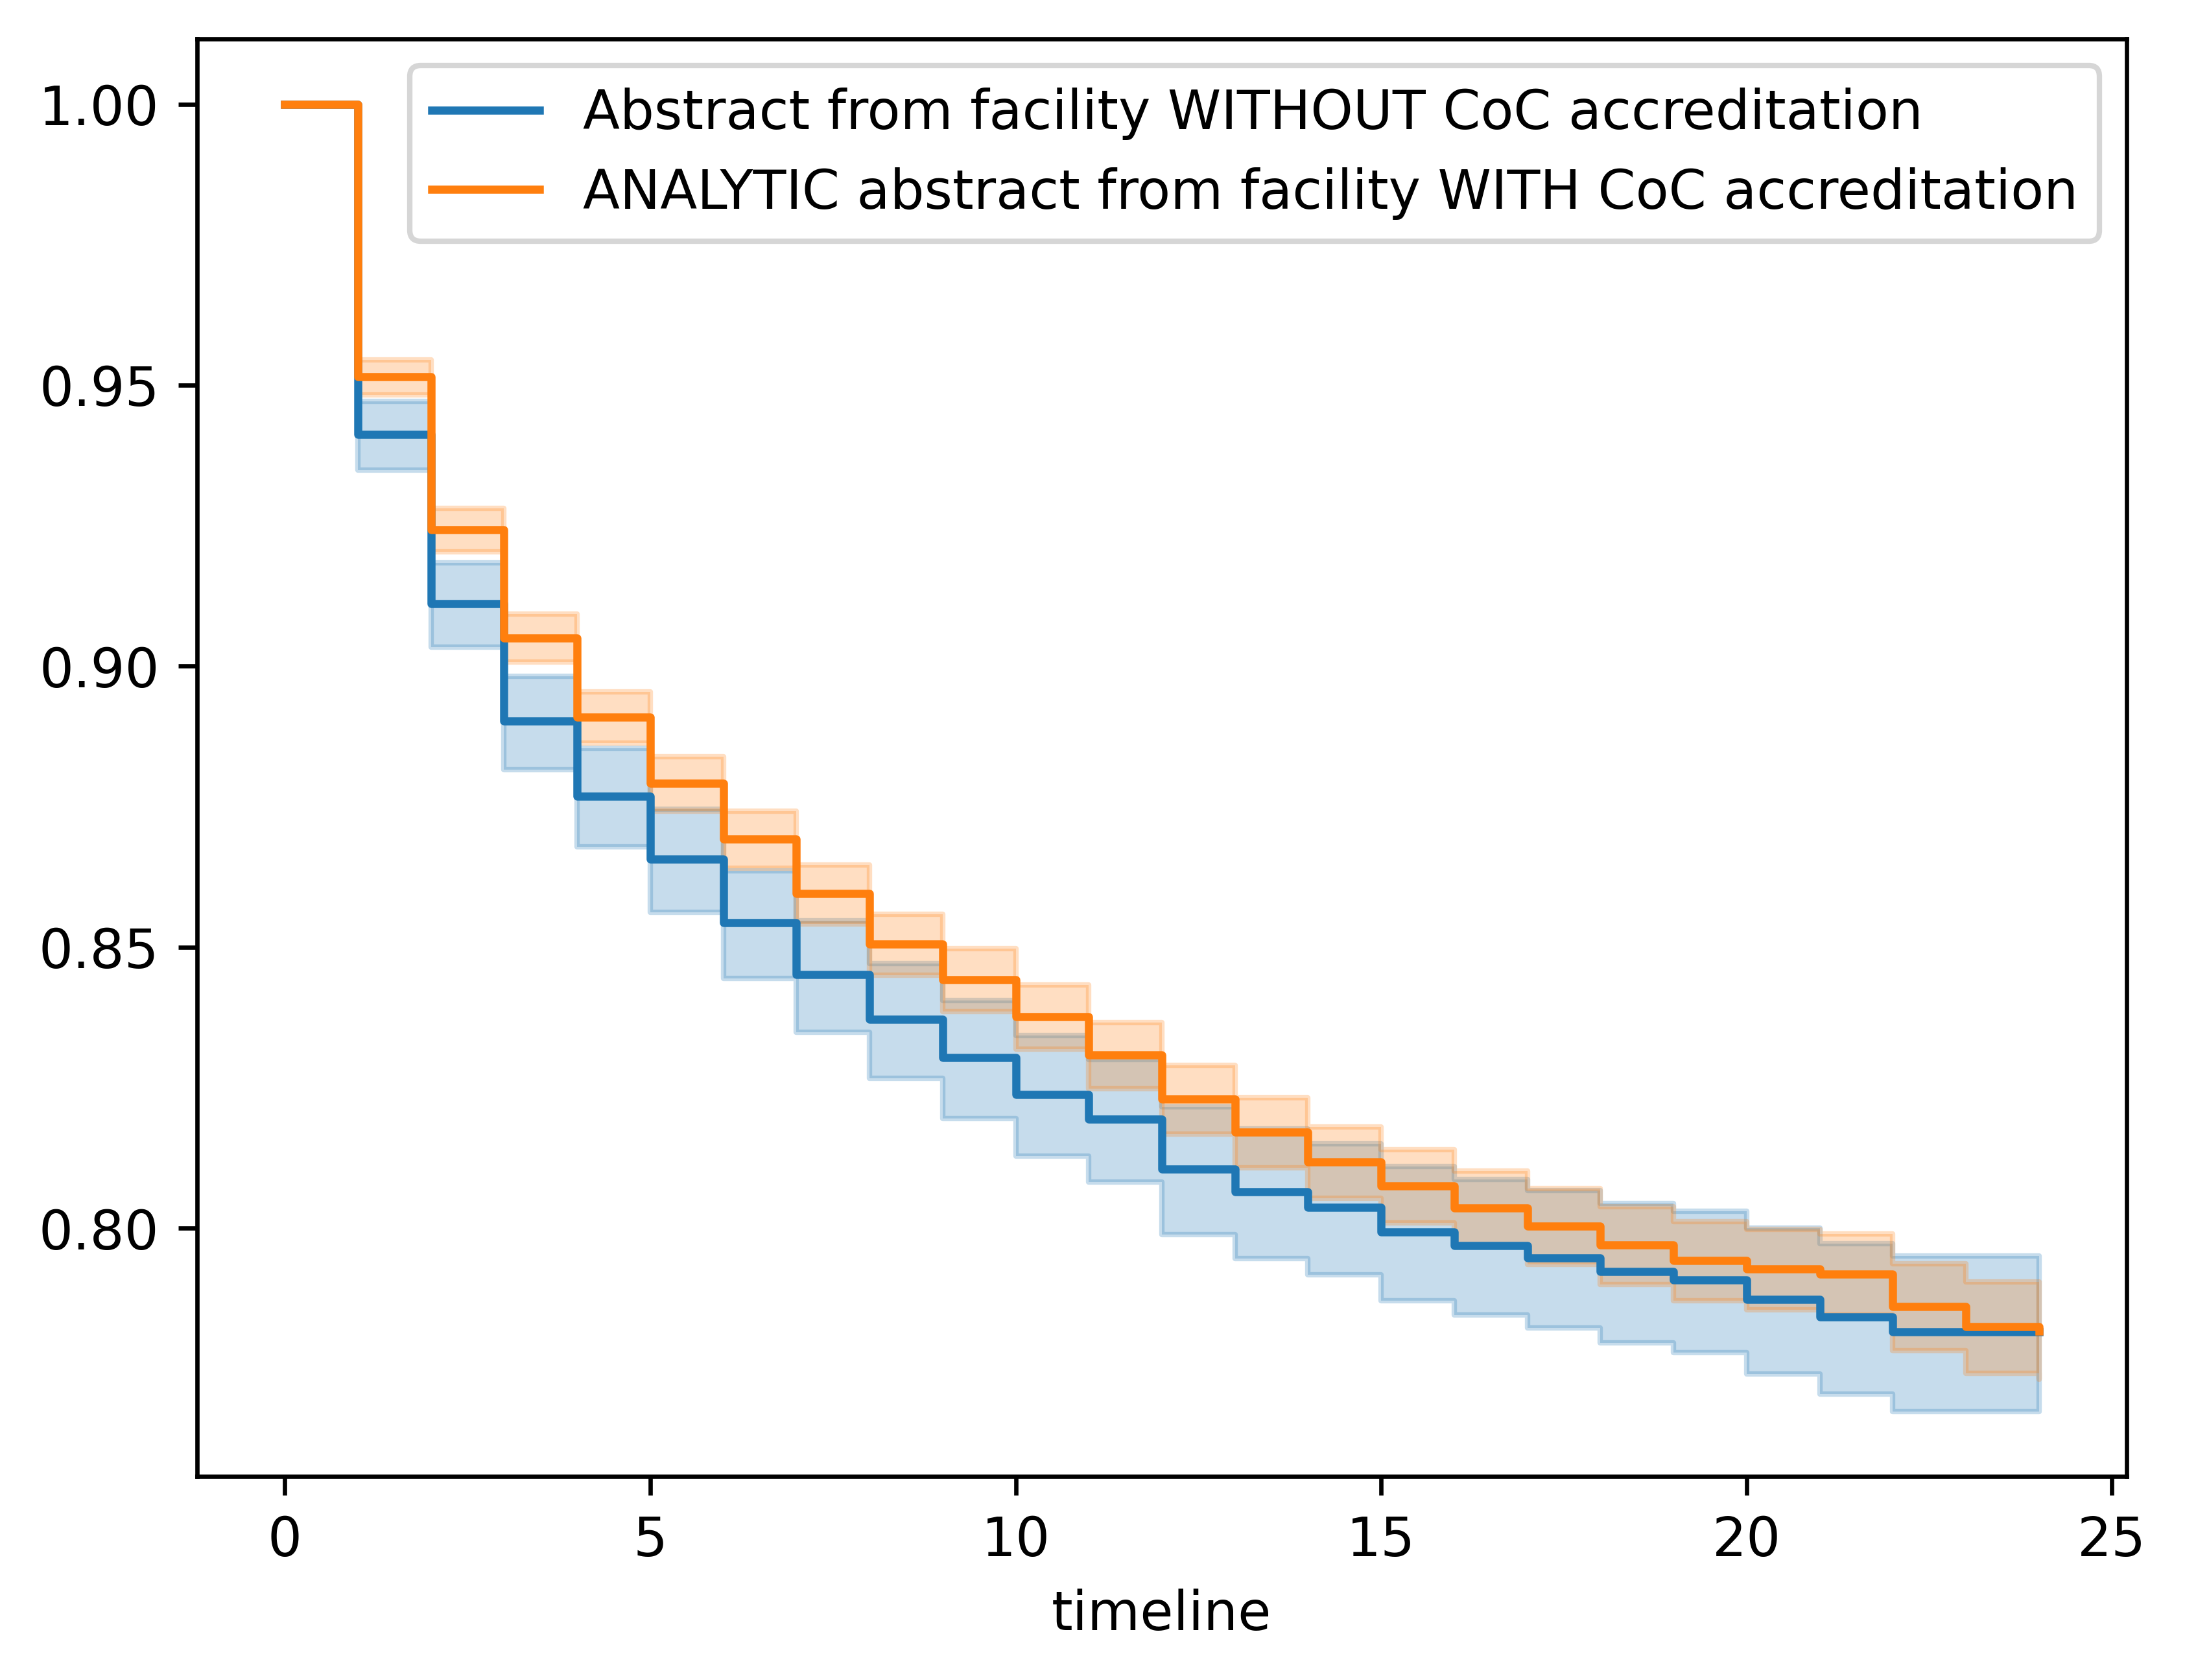 Abstract from facility WITHOUT CoC accreditation
ANALYTIC abstract from facility WITH CoC accreditation
1.00
0.95
0.90
0.85
0.80
0 5 10 15 20 25
timeline